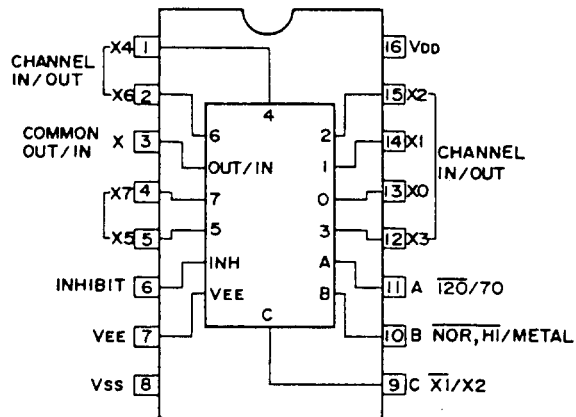 X4 1 16 VDD
CHANNEL
IN/OUT
X6 2 4 15 X2
6 2
COMMON
OUT/IN X 3 14 X1
OUT/IN 1
CHANNEL
IN/OUT
X7 4 7 0 13 X0
X5 5 5 3 12 X3
INH A
INHIBIT 6 11 A 120/70
VEE B
C
VEE 7 10 B NOR, HI/METAL
VSS 8 9 C X1/X2